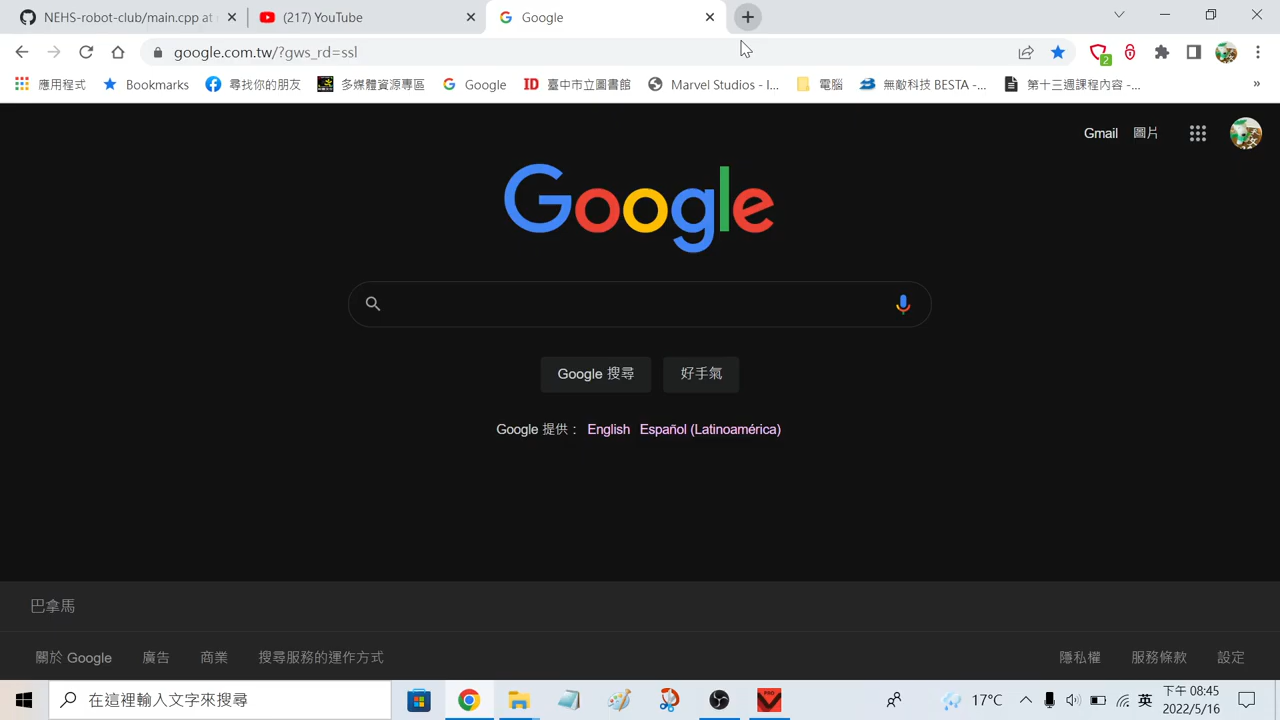 NEHS-robot-club/main.cpp at
(217) YouTube
Google
google.com.tw/?gws_rd=ssl
2
應用程式
Bookmarks
尋找你的朋友
多媒體資源專區
Google
臺中市立圖書館
Marvel Studios - I...
電腦
無敵科技 BESTA -...
第十三週課程內容 -...
»
Gmail
圖片
Google
Google 搜尋
好手氣
Google 提供： English Español (Latinoamérica)
巴拿馬
關於 Google
廣告
商業
搜尋服務的運作方式
隱私權
服務條款
設定
在這裡輸入文字來搜尋
17°C
英
下午 08:45
2022/5/16